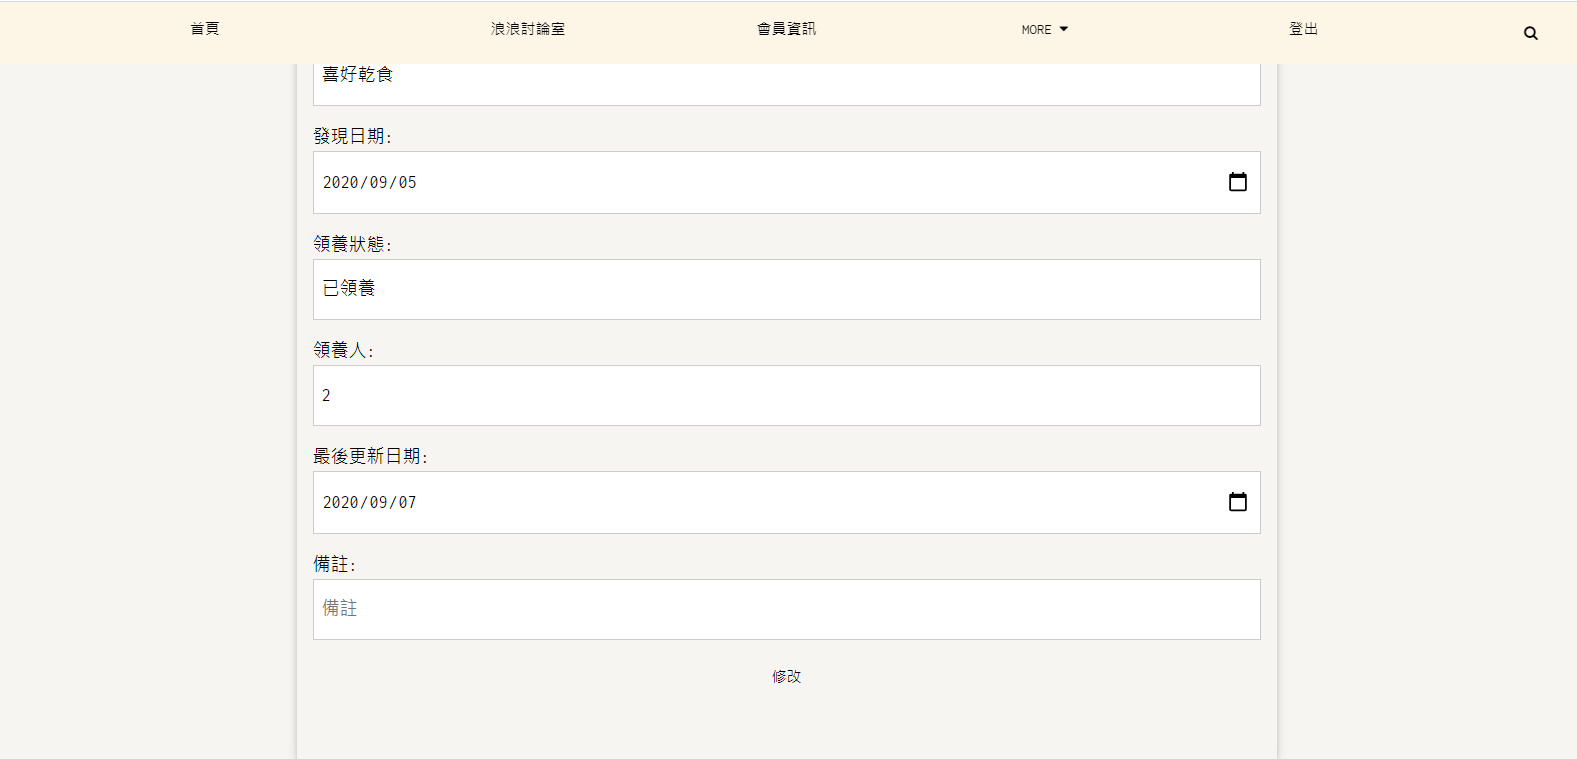 首頁
浪浪討論室
會員資訊
MORE
登出
喜好乾食
發現日期:
2020/09/05
領養狀態:
已領養
領養人:
2
最後更新日期:
2020/09/07
備註:
備註
修改